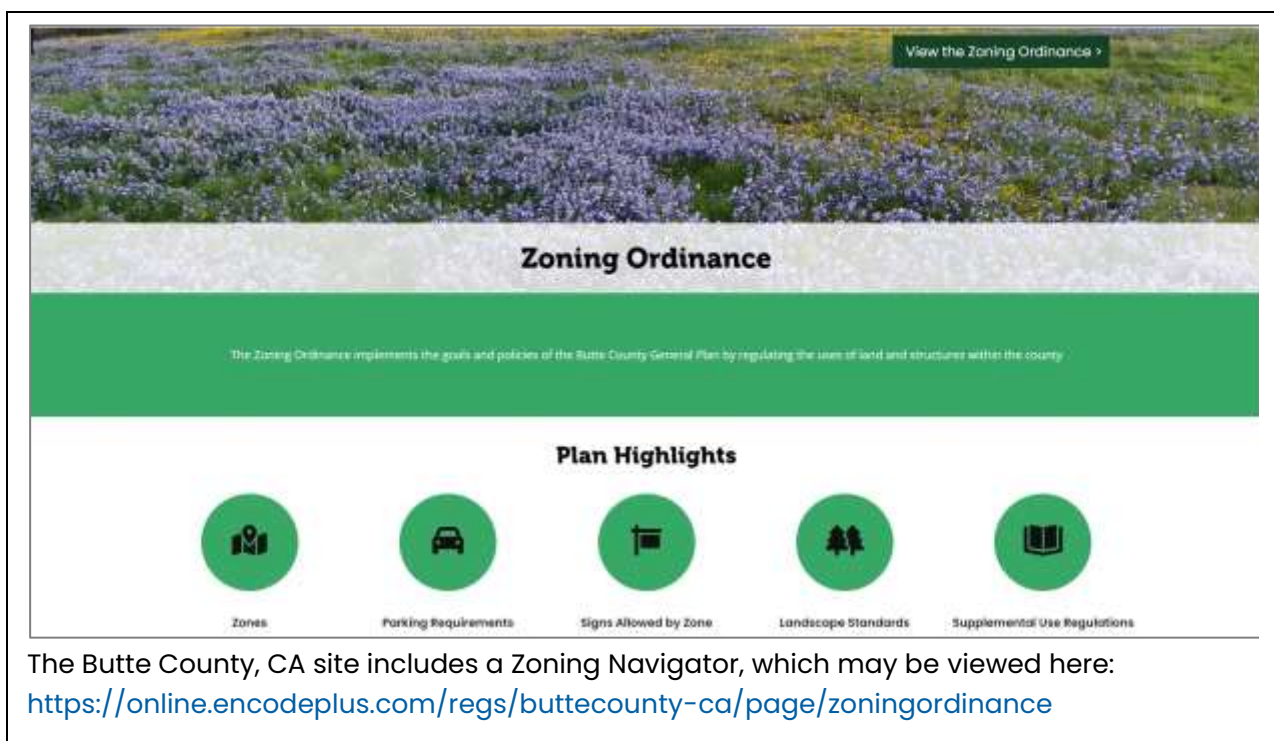 View the Zoning Ordinance >
Zoning Ordinance
The Zoning Ordinance implements the goals and policies of the Butte County General Plan by regulating the uses of land and structures within the county
Plan Highlights
Zones
Parking Requirements
Signs Allowed by Zone
Landscape Standards
Supplemental Use Regulations
The Butte County, CA site includes a Zoning Navigator, which may be viewed here:
https://online.encodeplus.com/regs/buttecounty-ca/page/zoningordinance